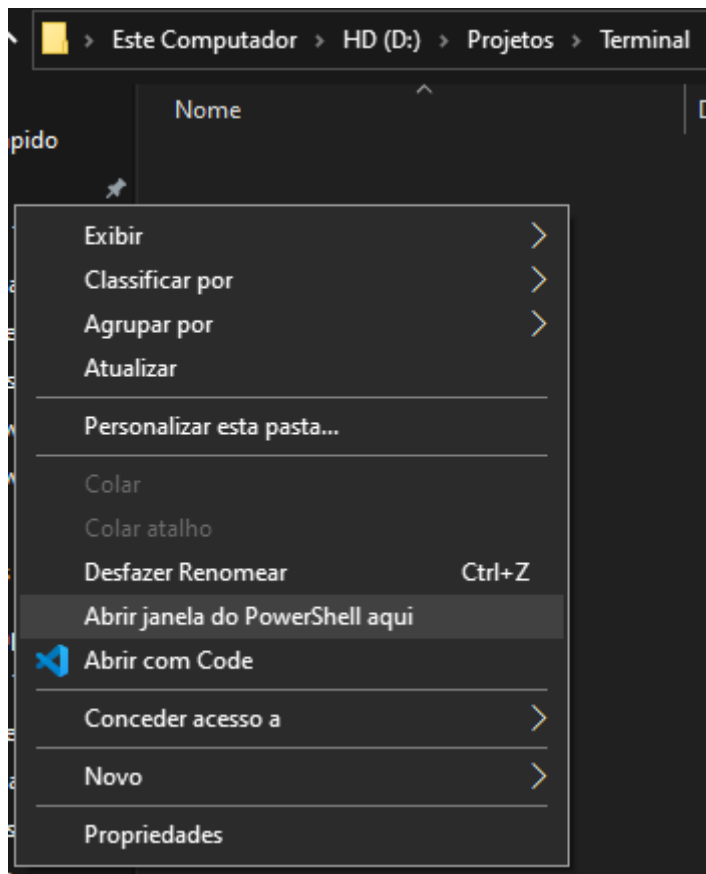 Este Computador > HD (D:) > Projetos > Terminal
Nome
pido
Exibir
Classificar por
Agrupar por
Atualizar
Personalizar esta pasta...
Colar
Colar atalho
Desfazer Renomear Ctrl+Z
Abrir janela do PowerShell aqui
Abrir com Code
Conceder acesso a
Novo
Propriedades